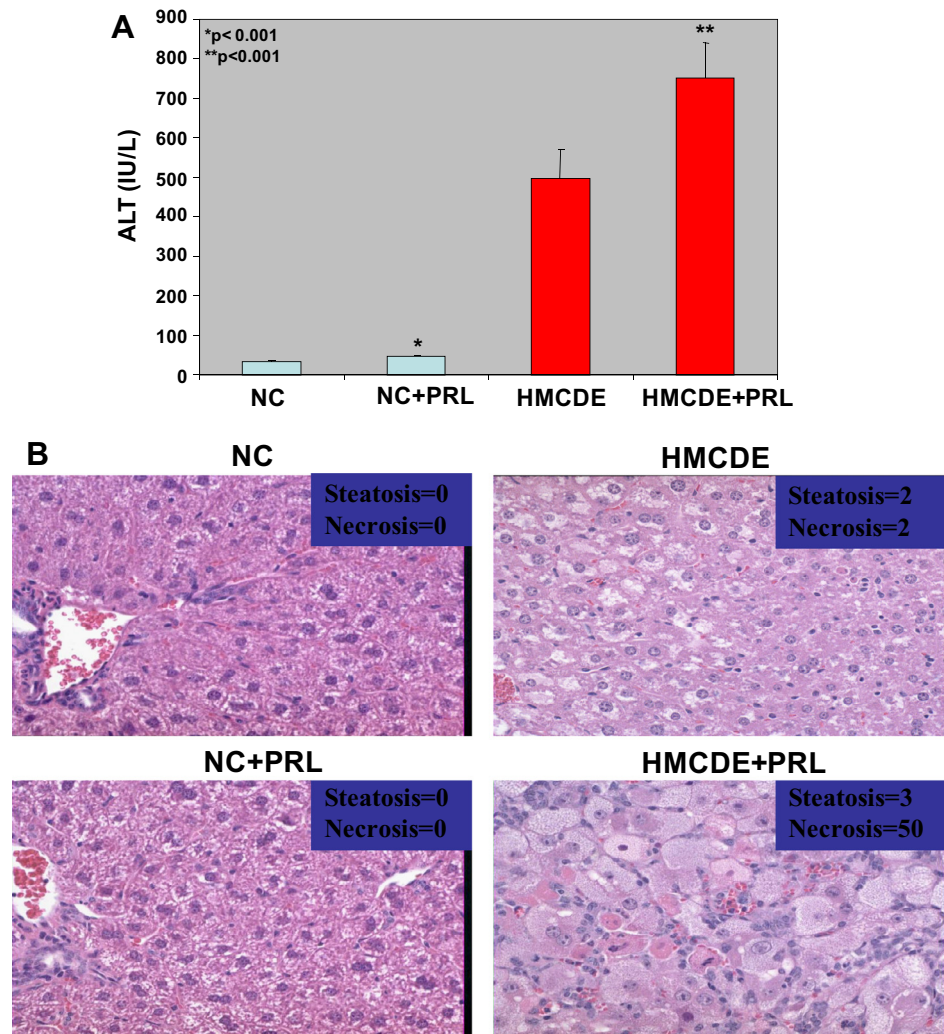 A
*p< 0.001
**p<0.001
ALT (IU/L)
900
800
700
600
500
400
300
200
100
0
*
**
NC
NC+PRL
HMCDE
HMCDE+PRL
B
NC
HMCDE
Steatosis=0
Necrosis=0
Steatosis=2
Necrosis=2
NC+PRL
HMCDE+PRL
Steatosis=0
Necrosis=0
Steatosis=3
Necrosis=50